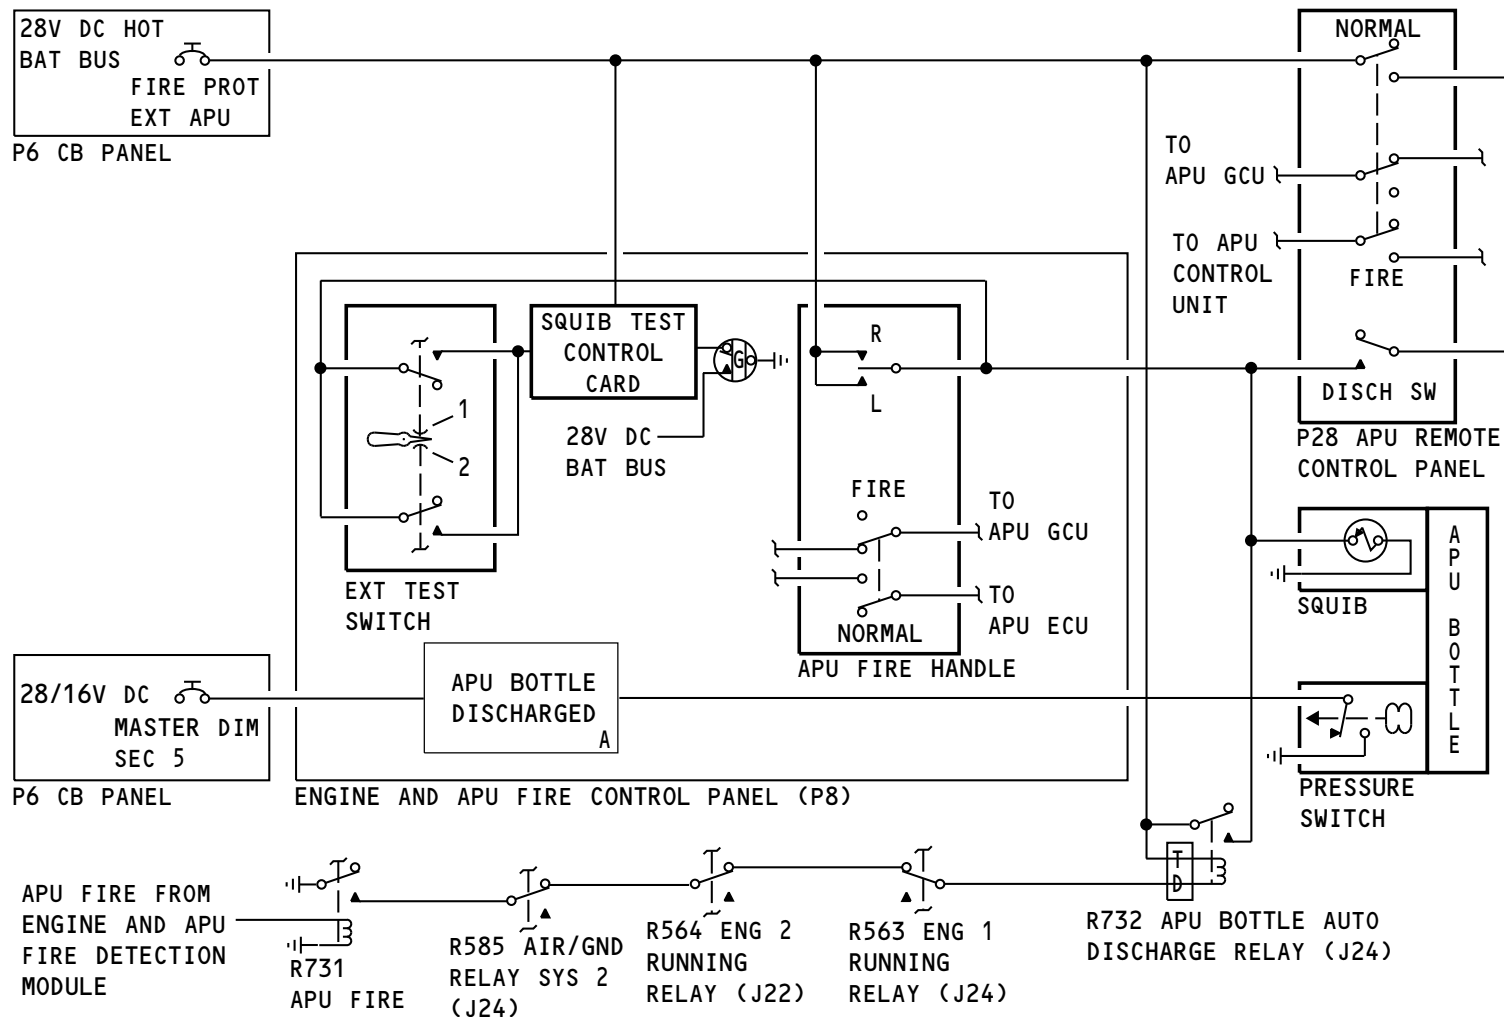 28V DC HOT
BAT BUS
FIRE PROT
EXT APU
P6 CB PANEL
NORMAL
TO
APU GCU
TO APU
CONTROL
UNIT
FIRE
DISCH SW
P28 APU REMOTE
CONTROL PANEL
SQUIB TEST
CONTROL
CARD
G
28V DC
BAT BUS
1
2
EXT TEST
SWITCH
R
L
FIRE
TO
APU GCU
TO
APU ECU
NORMAL
APU FIRE HANDLE
SQUIB
APU BOTTLE
PRESSURE
SWITCH
28/16V DC
MASTER DIM
SEC 5
P6 CB PANEL
APU BOTTLE
DISCHARGED
A
ENGINE AND APU FIRE CONTROL PANEL (P8)
APU FIRE FROM
ENGINE AND APU
FIRE DETECTION
MODULE
R731
APU FIRE
R585 AIR/GND
RELAY SYS 2
(J24)
R564 ENG 2
RUNNING
RELAY (J22)
R563 ENG 1
RUNNING
RELAY (J24)
T
D
R732 APU BOTTLE AUTO
DISCHARGE RELAY (J24)